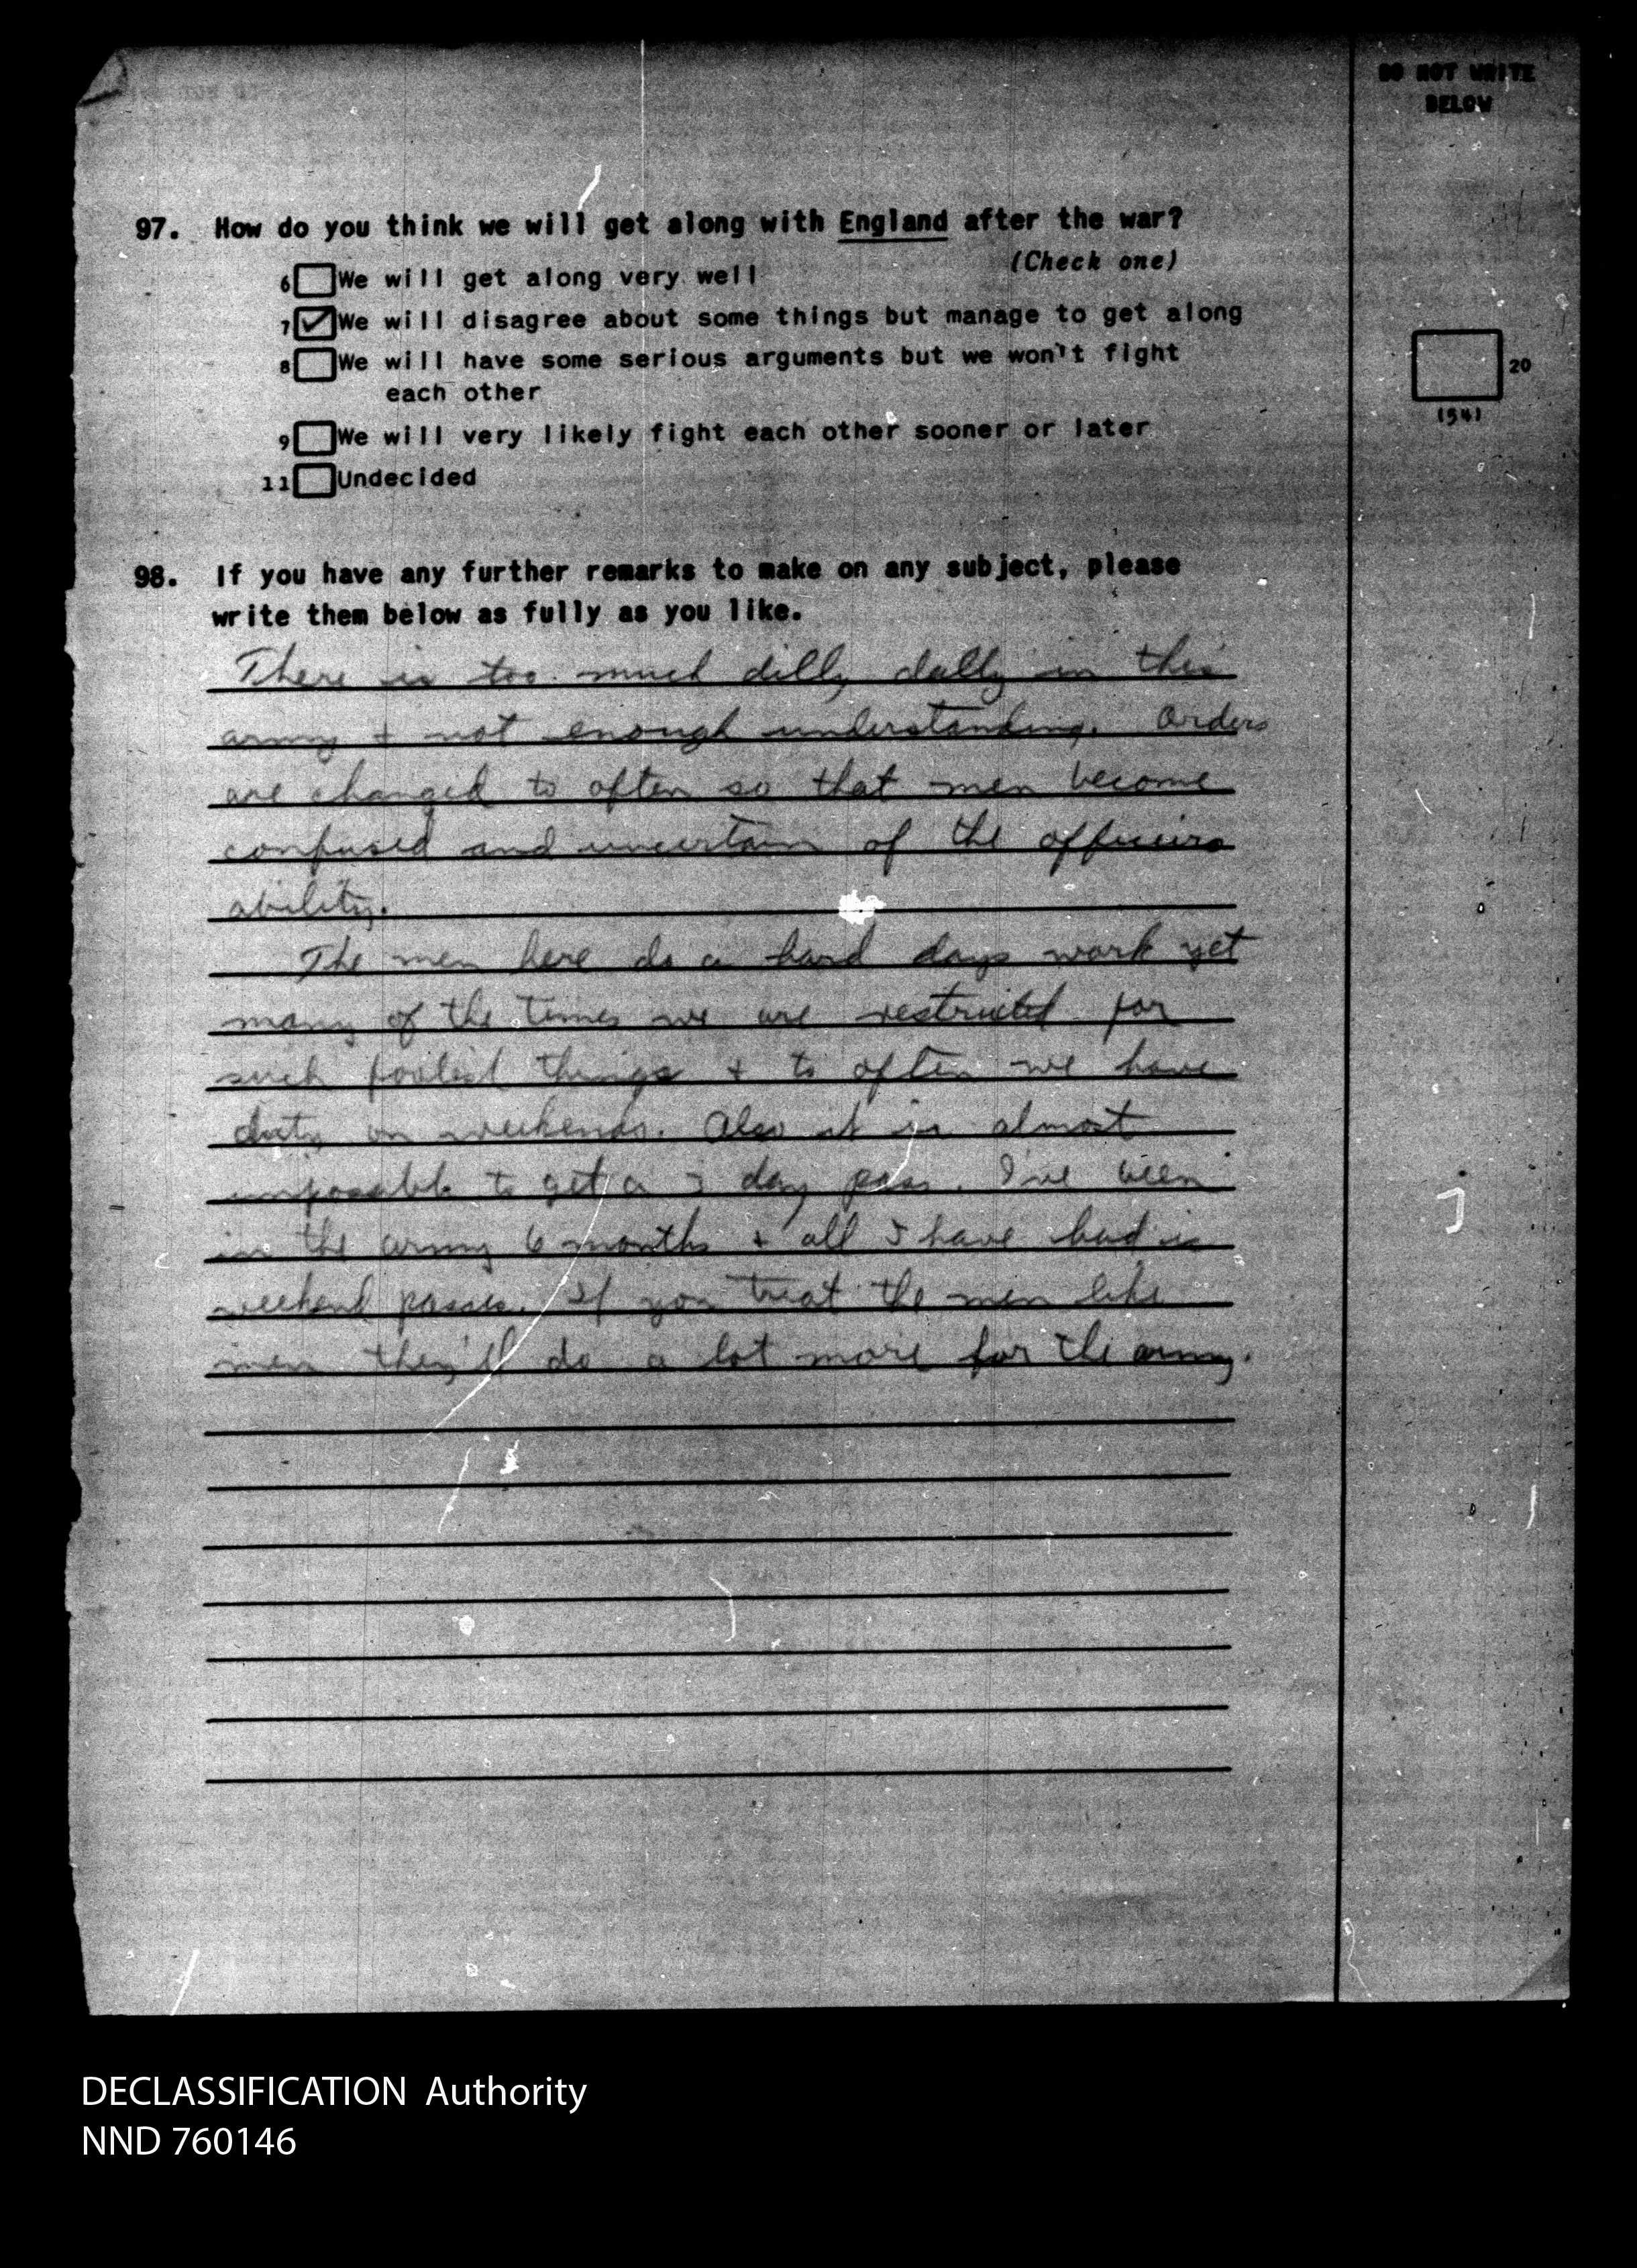 DO NOT WRITE
BELOW
97. How do you think we will get along with England after the war?
(Check one)
6 We will get along very well
7 ✓ We will disagree about some things but manage to get along
8 We will have some serious arguments but we won't fight
each other
9 We will very likely fight each other sooner or later
11 Undecided
20
(54)
98. If you have any further remarks to make on any subject, please
write them below as fully as you like.
There is too much dilly dally in this
army + not enough understanding. Orders
are changed to often so that men become
confused and uncertain of the officers
ability.
The men here do a hard days work yet
many of the times we are restricted for
such foolish things + to often we have
duty on weekends. Also it is almost
impossible to get a 3 day pass. I've been
in the army 6 months + all I have had is
weekend passes. If you treat the men like
men they'll do a lot more for the army.
DECLASSIFICATION Authority
NND 760146